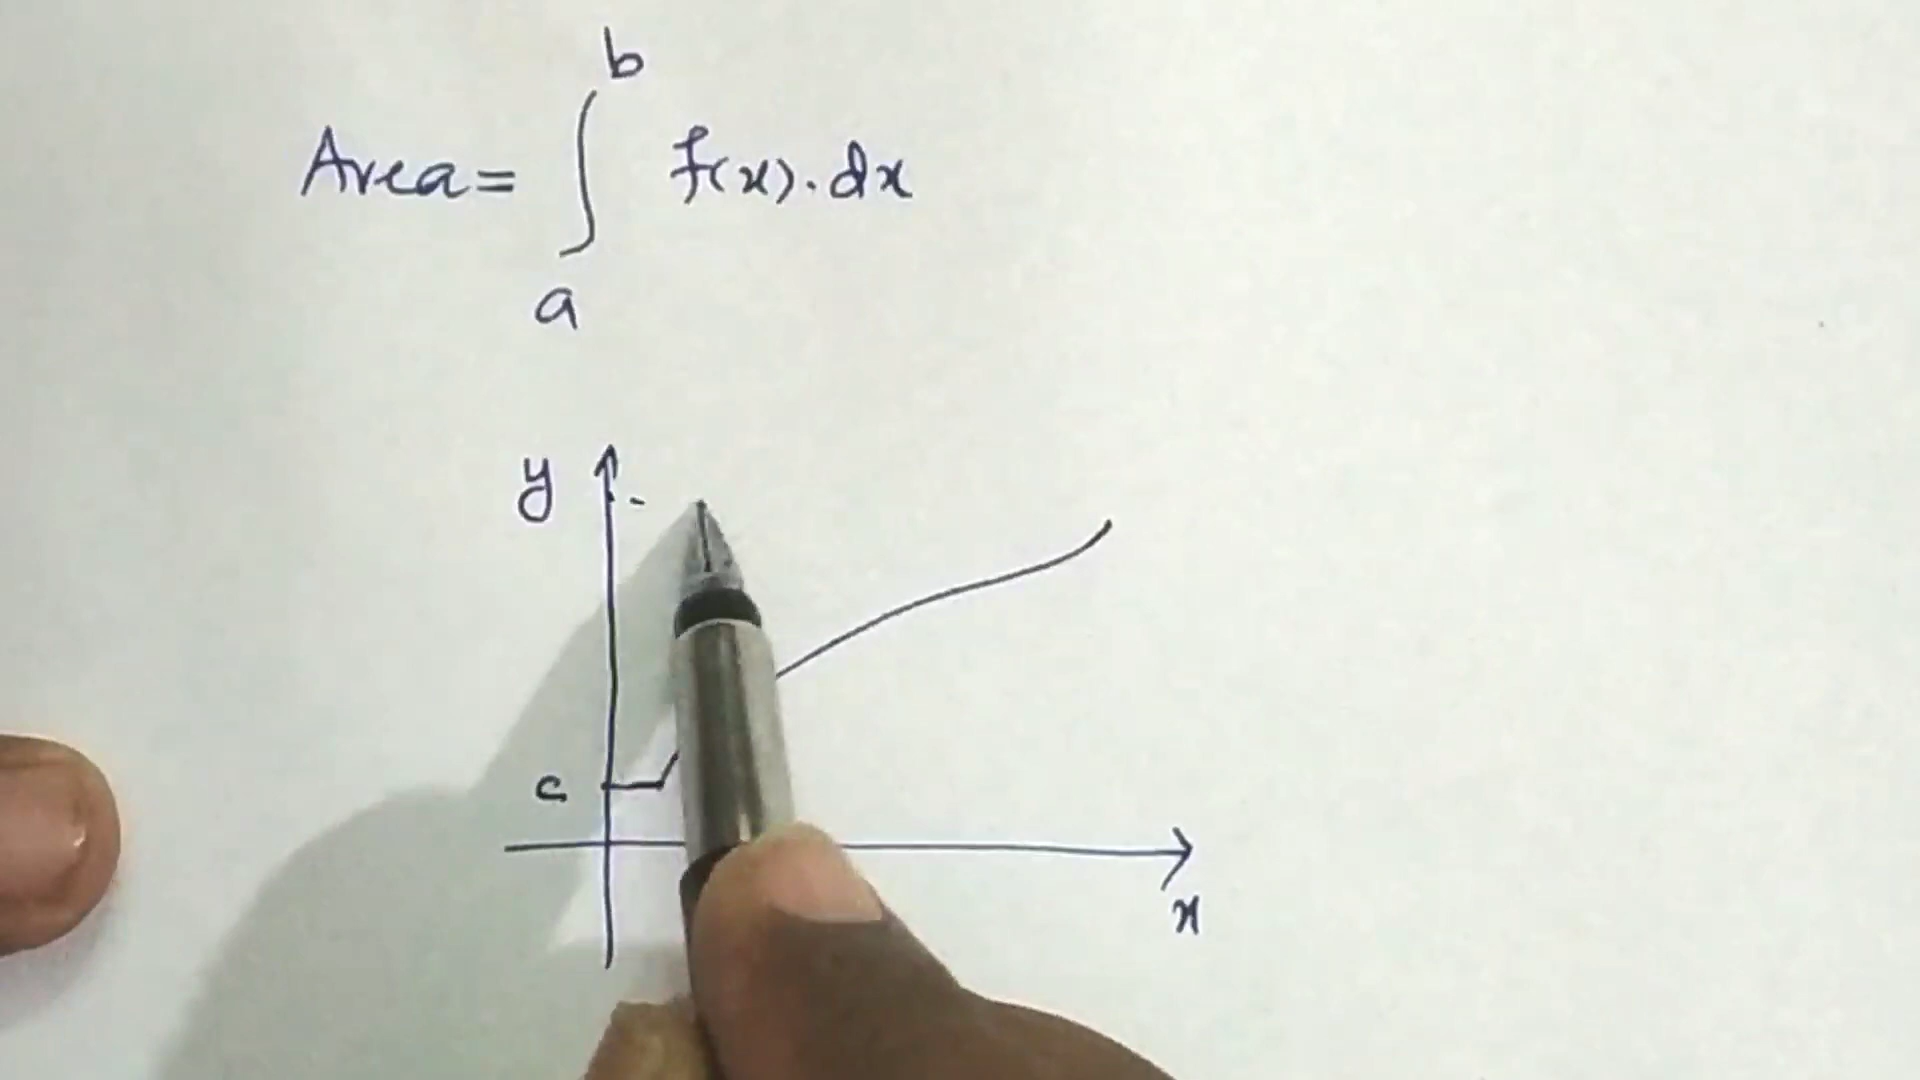 b
Area = ∫ f(x).dx
a
y
c
x